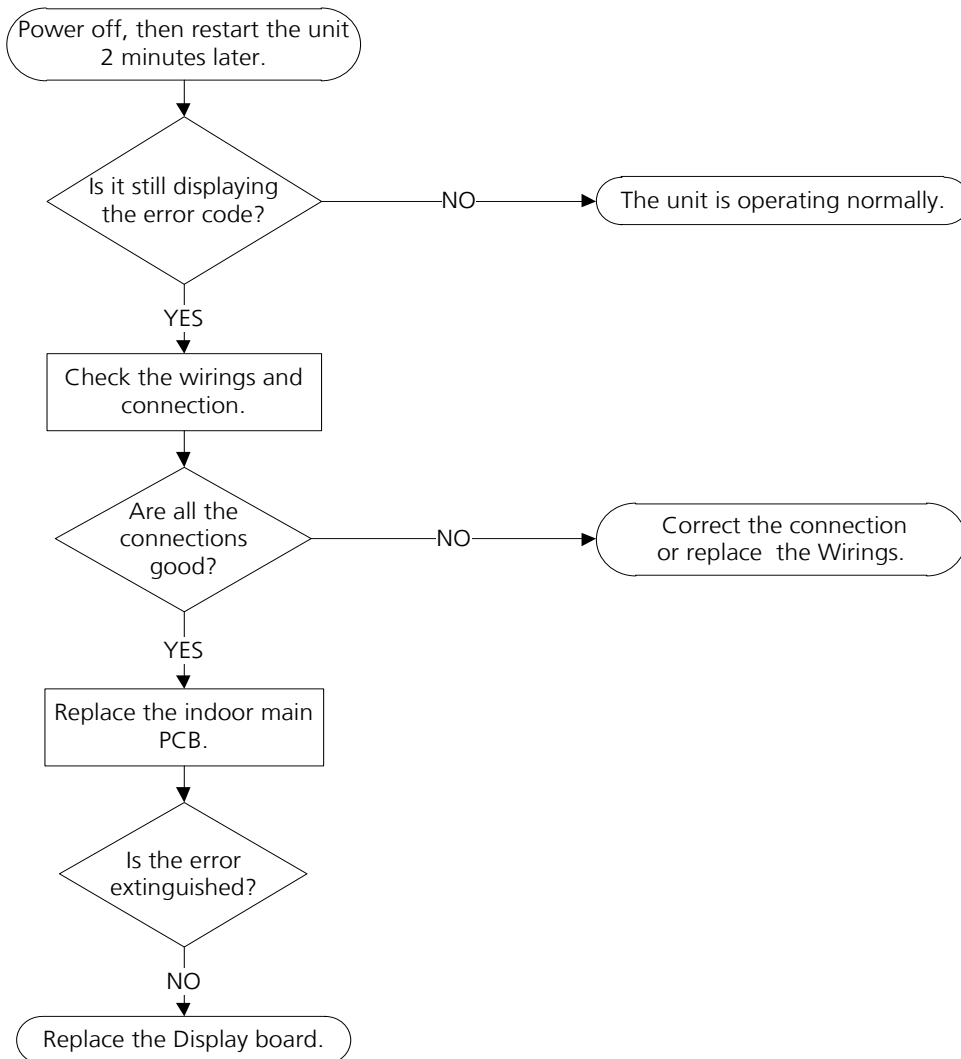 Power off, then restart the unit
2 minutes later.
Is it still displaying
the error code?
NO
The unit is operating normally.
YES
Check the wirings and
connection.
Are all the
connections
good?
NO
Correct the connection
or replace  the Wirings.
YES
Replace the indoor main
PCB.
Is the error
extinguished?
NO
Replace the Display board.